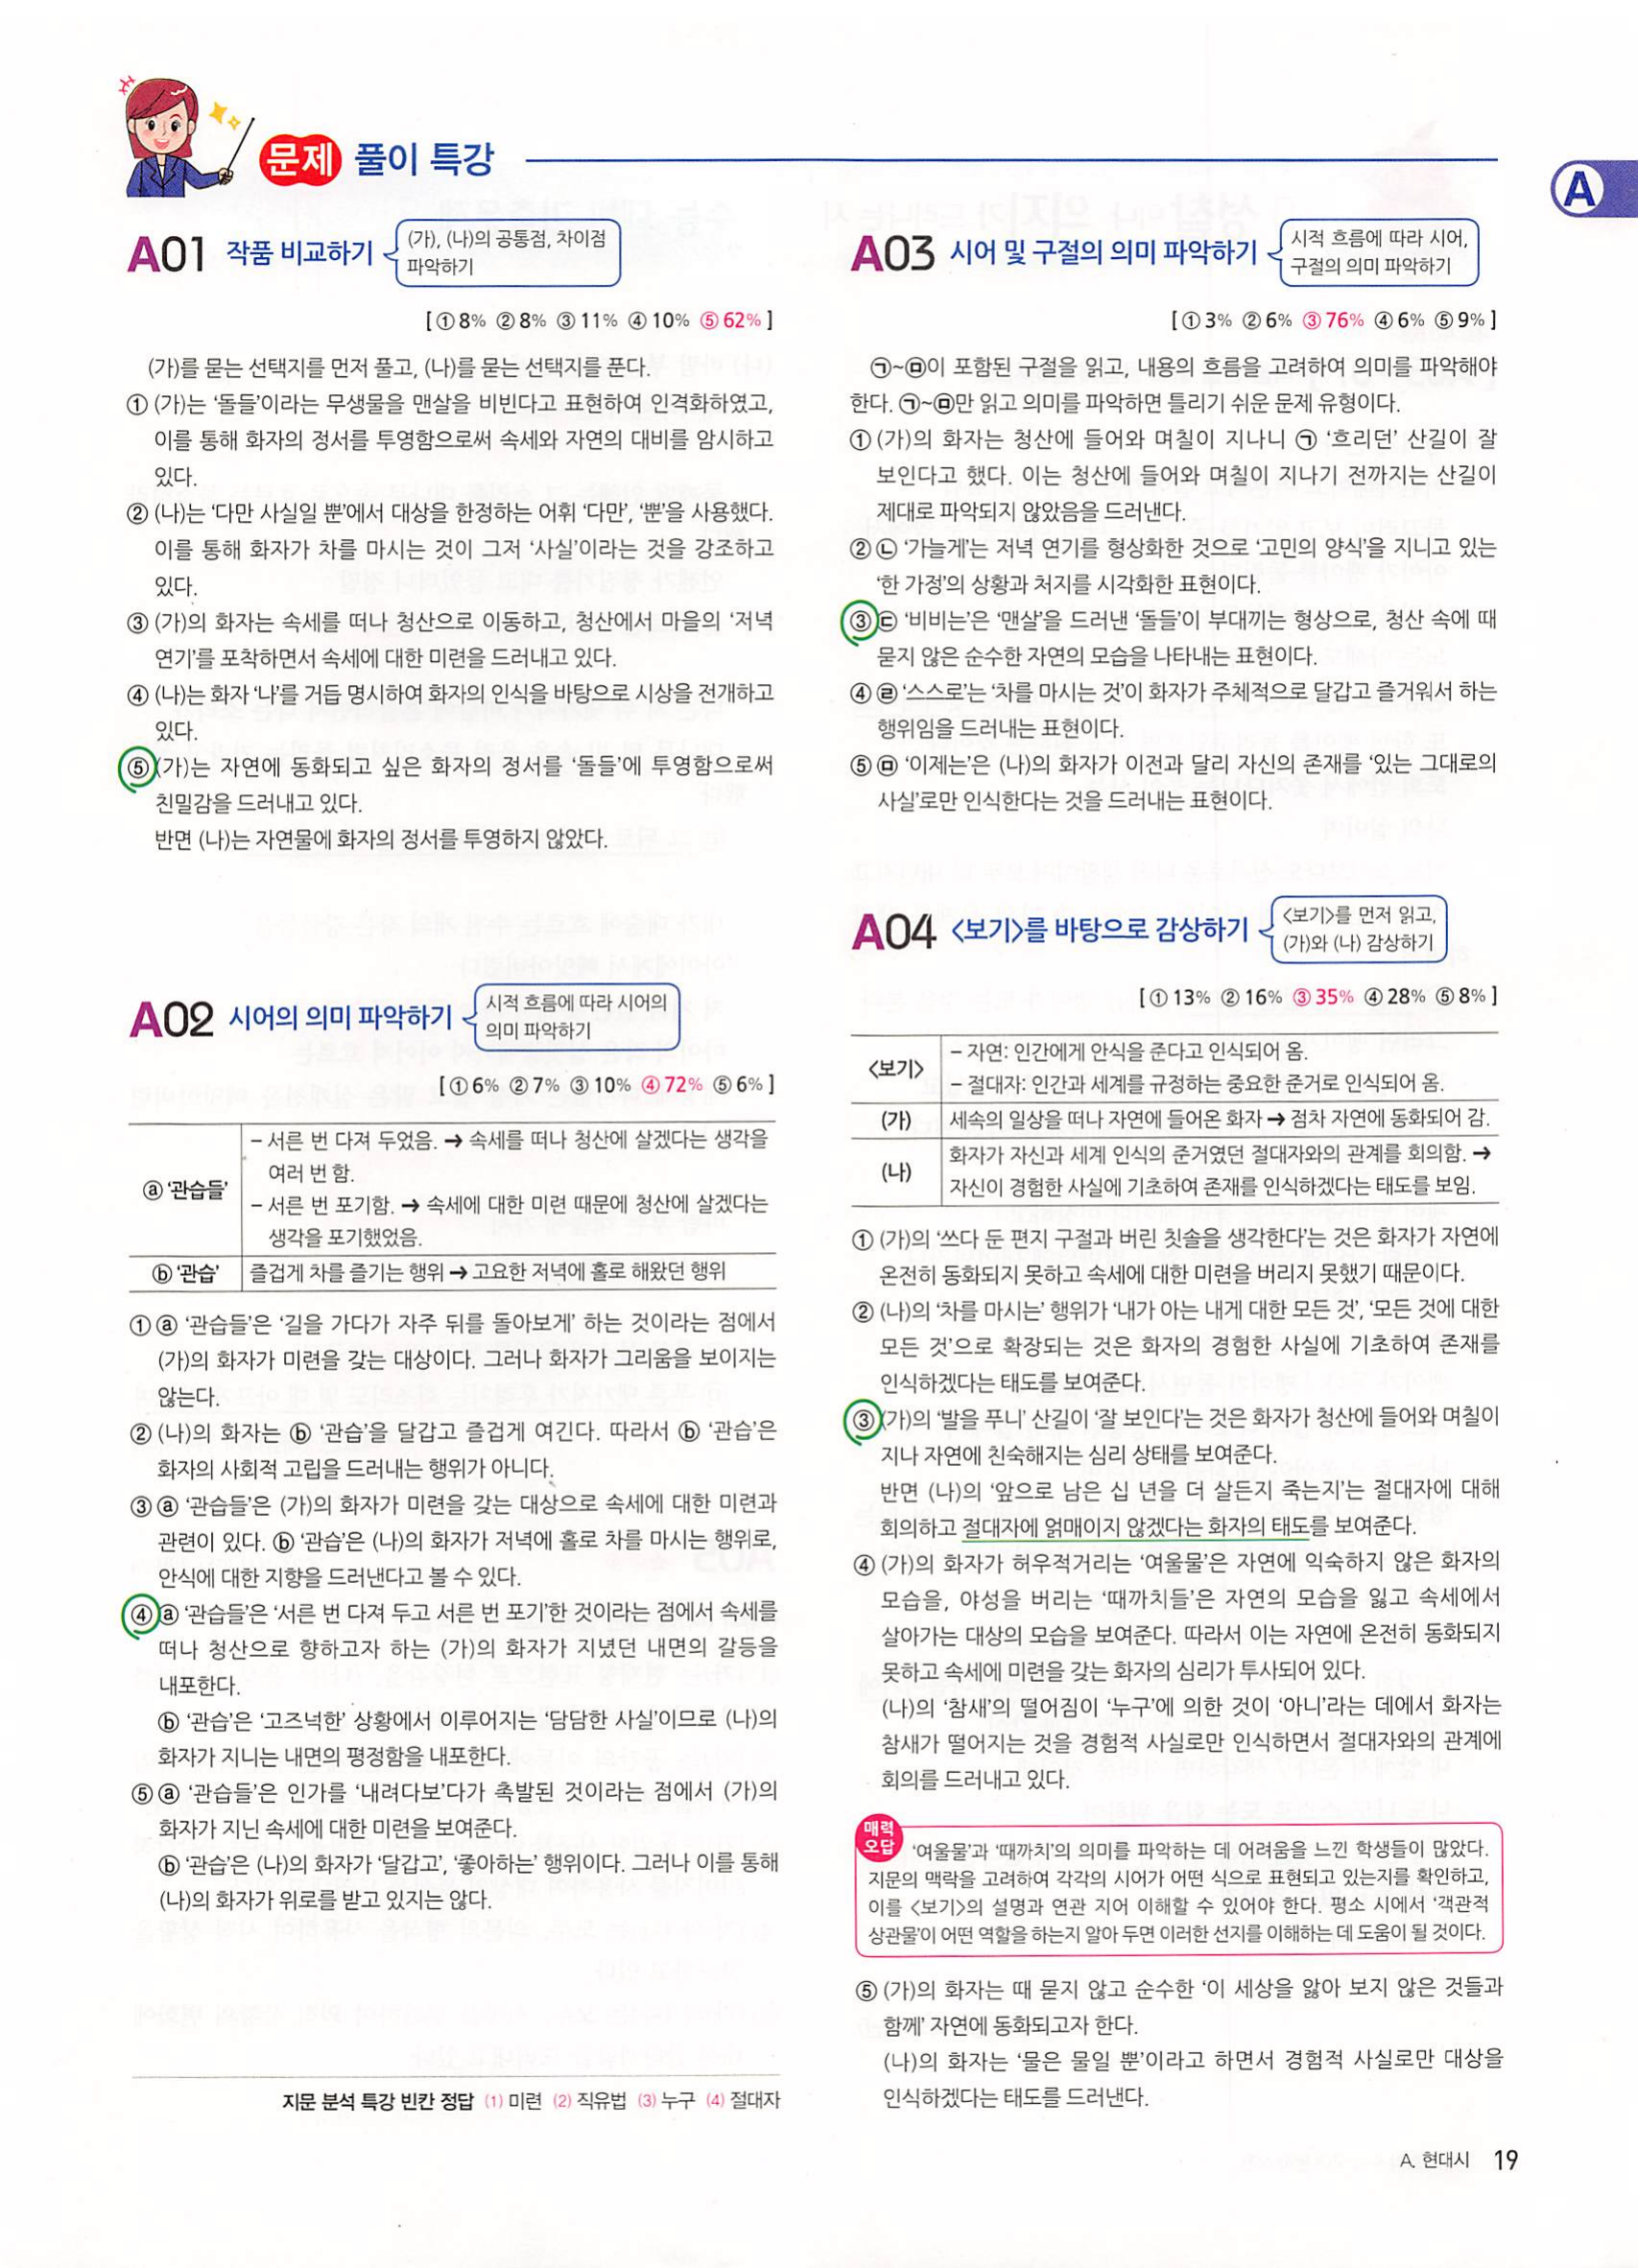 문제 풀이 특강
A
A01 작품 비교하기
(가), (나)의 공통점, 차이점
파악하기
[ ① 8% ② 8% ③ 11% ④ 10% ⑤ 62% ]
(가)를 묻는 선택지를 먼저 풀고, (나)를 묻는 선택지를 푼다.
① (가)는 '돌들'이라는 무생물을 맨살을 비빈다고 표현하여 인격화하였고,
이를 통해 화자의 정서를 투영함으로써 속세와 자연의 대비를 암시하고
있다.
② (나)는 '다만 사실일 뿐'에서 대상을 한정하는 어휘 '다만', '뿐'을 사용했다.
이를 통해 화자가 차를 마시는 것이 그저 '사실'이라는 것을 강조하고
있다.
③ (가)의 화자는 속세를 떠나 청산으로 이동하고, 청산에서 마을의 '저녁
연기'를 포착하면서 속세에 대한 미련을 드러내고 있다.
④ (나)는 화자 '나'를 거듭 명시하여 화자의 인식을 바탕으로 시상을 전개하고
있다.
⑤ (가)는 자연에 동화되고 싶은 화자의 정서를 '돌들'에 투영함으로써
친밀감을 드러내고 있다.
반면 (나)는 자연물에 화자의 정서를 투영하지 않았다.
A02 시어의 의미 파악하기
시적 흐름에 따라 시어의
의미 파악하기
[ ① 6% ② 7% ③ 10% ④ 72% ⑤ 6% ]
ⓐ '관습들'
– 서른 번 다져 두었음. → 속세를 떠나 청산에 살겠다는 생각을
여러 번 함.
– 서른 번 포기함. → 속세에 대한 미련 때문에 청산에 살겠다는
생각을 포기했었음.
ⓑ '관습' 즐겁게 차를 즐기는 행위 → 고요한 저녁에 홀로 해왔던 행위
① ⓐ '관습들'은 '길을 가다가 자주 뒤를 돌아보게' 하는 것이라는 점에서
(가)의 화자가 미련을 갖는 대상이다. 그러나 화자가 그리움을 보이지는
않는다.
② (나)의 화자는 ⓑ '관습'을 달갑고 즐겁게 여긴다. 따라서 ⓑ '관습'은
화자의 사회적 고립을 드러내는 행위가 아니다.
③ ⓐ '관습들'은 (가)의 화자가 미련을 갖는 대상으로 속세에 대한 미련과
관련이 있다. ⓑ '관습'은 (나)의 화자가 저녁에 홀로 차를 마시는 행위로,
안식에 대한 지향을 드러낸다고 볼 수 있다.
④ ⓐ '관습들'은 '서른 번 다져 두고 서른 번 포기'한 것이라는 점에서 속세를
떠나 청산으로 향하고자 하는 (가)의 화자가 지녔던 내면의 갈등을
내포한다.
ⓑ '관습'은 '고즈넉한' 상황에서 이루어지는 '담담한 사실'이므로 (나)의
화자가 지니는 내면의 평정함을 내포한다.
⑤ ⓐ '관습들'은 인가를 '내려다보'다가 촉발된 것이라는 점에서 (가)의
화자가 지닌 속세에 대한 미련을 보여준다.
ⓑ '관습'은 (나)의 화자가 '달갑고', '좋아하는' 행위이다. 그러나 이를 통해
(나)의 화자가 위로를 받고 있지는 않다.
지문 분석 특강 빈칸 정답 (1) 미련 (2) 직유법 (3) 누구 (4) 절대자
A03 시어 및 구절의 의미 파악하기
시적 흐름에 따라 시어,
구절의 의미 파악하기
[ ① 3% ② 6% ③ 76% ④ 6% ⑤ 9% ]
㉠~㉤이 포함된 구절을 읽고, 내용의 흐름을 고려하여 의미를 파악해야
한다. ㉠~㉤만 읽고 의미를 파악하면 틀리기 쉬운 문제 유형이다.
① (가)의 화자는 청산에 들어와 며칠이 지나니 ㉠ '흐리던' 산길이 잘
보인다고 했다. 이는 청산에 들어와 며칠이 지나기 전까지는 산길이
제대로 파악되지 않았음을 드러낸다.
② ㉡ '가늘게'는 저녁 연기를 형상화한 것으로 '고민의 양식'을 지니고 있는
'한 가정'의 상황과 처지를 시각화한 표현이다.
③ ㉢ '비비는'은 '맨살'을 드러낸 '돌들'이 부대끼는 형상으로, 청산 속에 때
묻지 않은 순수한 자연의 모습을 나타내는 표현이다.
④ ㉣ '스스로'는 '차를 마시는 것'이 화자가 주체적으로 달갑고 즐거워서 하는
행위임을 드러내는 표현이다.
⑤ ㉤ '이제는'은 (나)의 화자가 이전과 달리 자신의 존재를 '있는 그대로의
사실'로만 인식한다는 것을 드러내는 표현이다.
A04 <보기>를 바탕으로 감상하기
<보기>를 먼저 읽고,
(가)와 (나) 감상하기
[ ① 13% ② 16% ③ 35% ④ 28% ⑤ 8% ]
<보기>
– 자연: 인간에게 안식을 준다고 인식되어 옴.
– 절대자: 인간과 세계를 규정하는 중요한 준거로 인식되어 옴.
(가) 세속의 일상을 떠나 자연에 들어온 화자 → 점차 자연에 동화되어 감.
(나)
화자가 자신과 세계 인식의 준거였던 절대자와의 관계를 회의함. →
자신이 경험한 사실에 기초하여 존재를 인식하겠다는 태도를 보임.
① (가)의 '쓰다 둔 편지 구절과 버린 칫솔을 생각한다'는 것은 화자가 자연에
온전히 동화되지 못하고 속세에 대한 미련을 버리지 못했기 때문이다.
② (나)의 '차를 마시는' 행위가 '내가 아는 내게 대한 모든 것', '모든 것에 대한
모든 것'으로 확장되는 것은 화자의 경험한 사실에 기초하여 존재를
인식하겠다는 태도를 보여준다.
③ (가)의 '발을 푸니' 산길이 '잘 보인다'는 것은 화자가 청산에 들어와 며칠이
지나 자연에 친숙해지는 심리 상태를 보여준다.
반면 (나)의 '앞으로 남은 십 년을 더 살든지 죽는지'는 절대자에 대해
회의하고 절대자에 얽매이지 않겠다는 화자의 태도를 보여준다.
④ (가)의 화자가 허우적거리는 '여울물'은 자연에 익숙하지 않은 화자의
모습을, 야성을 버리는 '때까치들'은 자연의 모습을 잃고 속세에서
살아가는 대상의 모습을 보여준다. 따라서 이는 자연에 온전히 동화되지
못하고 속세에 미련을 갖는 화자의 심리가 투사되어 있다.
(나)의 '참새'의 떨어짐이 '누구'에 의한 것이 '아니'라는 데에서 화자는
참새가 떨어지는 것을 경험적 사실로만 인식하면서 절대자와의 관계에
회의를 드러내고 있다.
매력
오답
'여울물'과 '때까치'의 의미를 파악하는 데 어려움을 느낀 학생들이 많았다.
지문의 맥락을 고려하여 각각의 시어가 어떤 식으로 표현되고 있는지를 확인하고,
이를 <보기>의 설명과 연관 지어 이해할 수 있어야 한다. 평소 시에서 '객관적
상관물'이 어떤 역할을 하는지 알아 두면 이러한 선지를 이해하는 데 도움이 될 것이다.
⑤ (가)의 화자는 때 묻지 않고 순수한 '이 세상을 앓아 보지 않은 것들과
함께' 자연에 동화되고자 한다.
(나)의 화자는 '물은 물일 뿐'이라고 하면서 경험적 사실로만 대상을
인식하겠다는 태도를 드러낸다.
A. 현대시 19